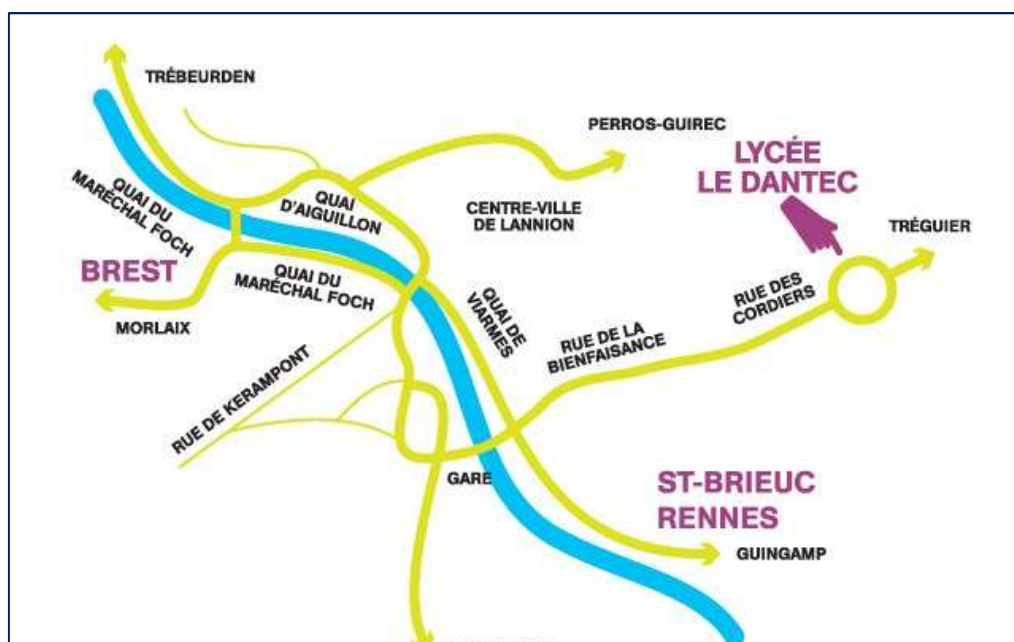 TRÉBEURDEN
PERROS-GUIREC
LYCÉE
LE DANTEC
QUAI DU
MARÉCHAL FOCH
QUAI
D'AIGUILLON
CENTRE-VILLE
DE LANNION
TRÉGUIER
BREST
QUAI DU
MARÉCHAL FOCH
QUAI DE
VIARMES
RUE DES
CORDIERS
MORLAIX
RUE DE LA
BIENFAISANCE
RUE DE KERAMPONT
GARE
ST-BRIEUC
RENNES
GUINGAMP